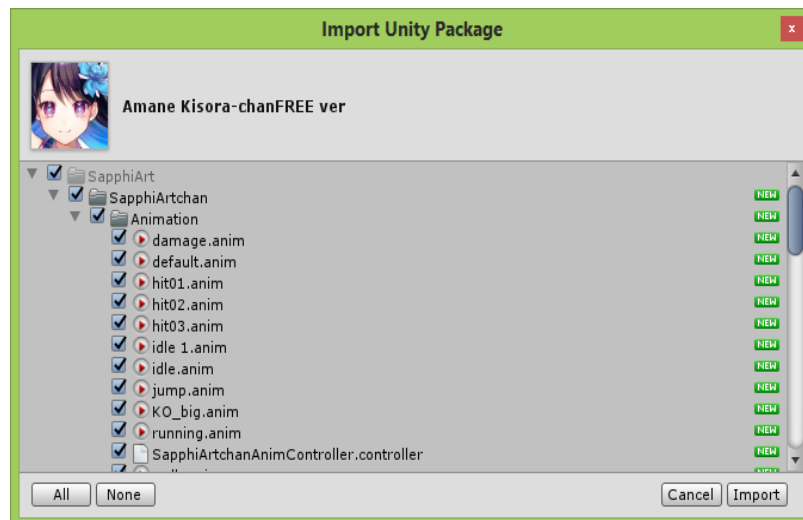 Import Unity Package
x
Amane Kisora-chanFREE ver
SapphiArt
SapphiArtchan NEW
Animation NEW
damage.anim NEW
default.anim NEW
hit01.anim NEW
hit02.anim NEW
hit03.anim NEW
idle 1.anim NEW
idle.anim NEW
jump.anim NEW
KO_big.anim NEW
running.anim NEW
SapphiArtchanAnimController.controller NEW
All None Cancel Import